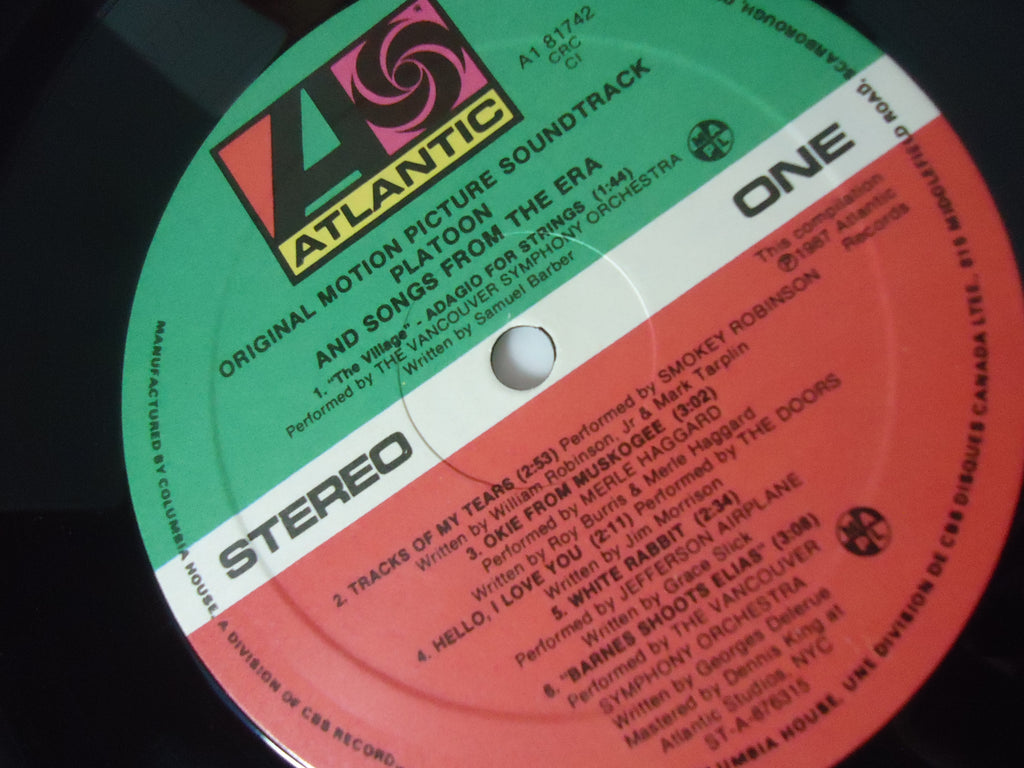 ATLANTIC
A1 81742
CRC
CI
ORIGINAL MOTION PICTURE SOUNDTRACK
PLATOON
AND SONGS FROM THE ERA
1. "The Village" - ADAGIO FOR STRINGS (1:44)
Performed by THE VANCOUVER SYMPHONY ORCHESTRA
Written by Samuel Barber
STEREO
ONE
This compilation
℗1987 Atlantic
Records
2. TRACKS OF MY TEARS (2:53) Performed by SMOKEY ROBINSON
Written by William Robinson, Jr & Mark Tarplin
3. OKIE FROM MUSKOGEE (3:02)
Performed by MERLE HAGGARD
Written by Roy Burris & Merle Haggard
4. HELLO, I LOVE YOU (2:11) Performed by THE DOORS
Written by Jim Morrison
5. WHITE RABBIT (2:34)
Performed by JEFFERSON AIRPLANE
Written by Grace Slick
6. "BARNES SHOOTS ELIAS" (3:08)
Performed by THE VANCOUVER
SYMPHONY ORCHESTRA
Written by Georges Delerue
Mastered by Dennis King at
Atlantic Studios, NYC
ST-A-876315
MANUFACTURED BY COLUMBIA HOUSE, A DIVISION OF CBS RECORD
UMBIA HOUSE, UNE DIVISION DE CBS DISQUES CANADA LTEE., 815 MIDDLEFIELD ROAD, SCARBOROUGH,